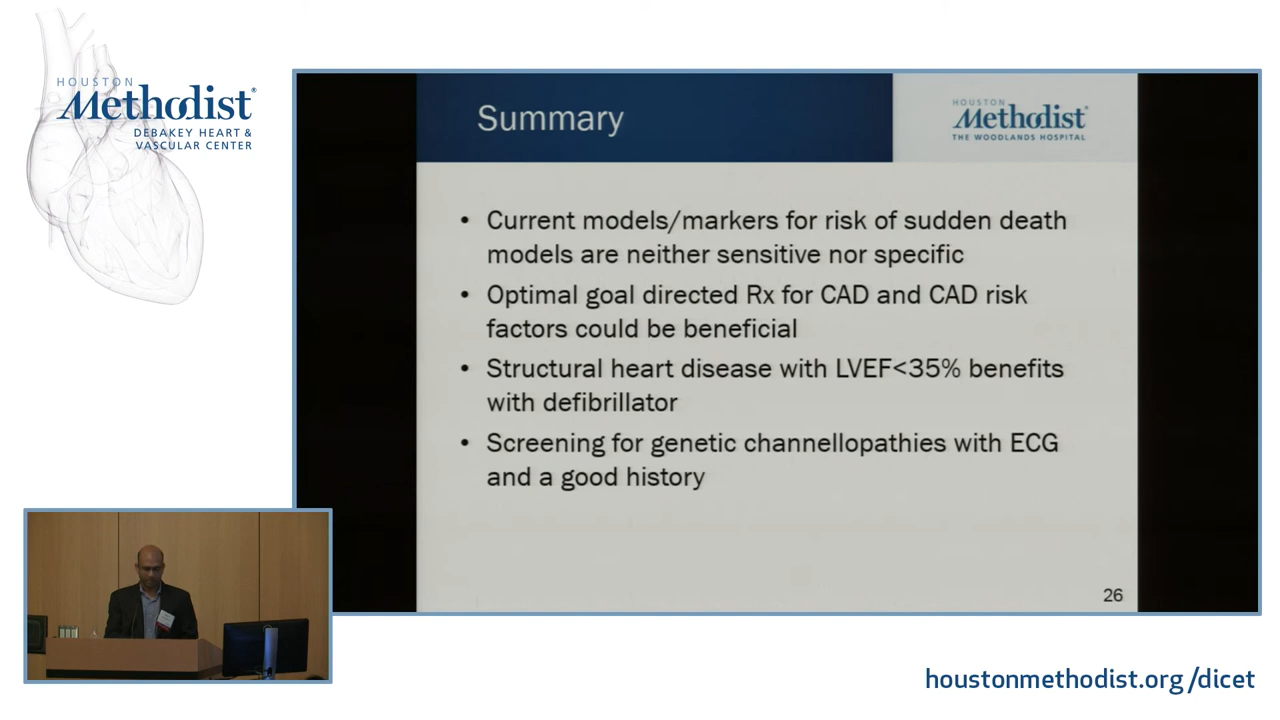 HOUSTON
Methodist®
DEBAKEY HEART &
VASCULAR CENTER
Summary
HOUSTON
Methodist®
THE WOODLANDS HOSPITAL
• Current models/markers for risk of sudden death
models are neither sensitive nor specific
• Optimal goal directed Rx for CAD and CAD risk
factors could be beneficial
• Structural heart disease with LVEF<35% benefits
with defibrillator
• Screening for genetic channellopathies with ECG
and a good history
26
houstonmethodist.org/dicet